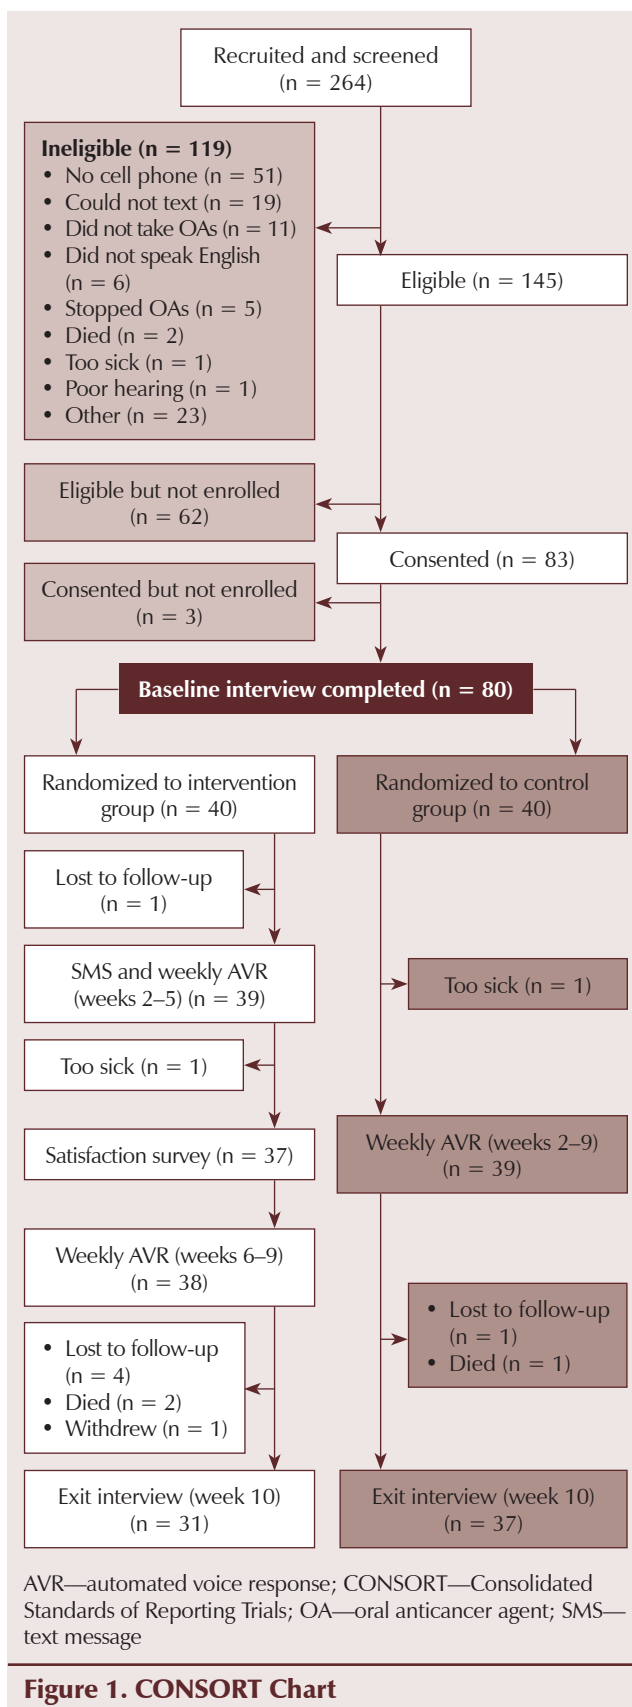 Recruited and screened
(n = 264)
Ineligible (n = 119)
• No cell phone (n = 51)
• Could not text (n = 19)
• Did not take OAs (n = 11)
• Did not speak English
(n = 6)
• Stopped OAs (n = 5)
• Died (n = 2)
• Too sick (n = 1)
• Poor hearing (n = 1)
• Other (n = 23)
Eligible (n = 145)
Eligible but not enrolled
(n = 62)
Consented (n = 83)
Consented but not enrolled
(n = 3)
Baseline interview completed (n = 80)
Randomized to intervention
group (n = 40)
Randomized to control
group (n = 40)
Lost to follow-up
(n = 1)
SMS and weekly AVR
(weeks 2–5) (n = 39)
Too sick (n = 1)
Too sick (n = 1)
Satisfaction survey (n = 37)
Weekly AVR (weeks 2–9)
(n = 39)
Weekly AVR (weeks 6–9)
(n = 38)
• Lost to follow-up
(n = 4)
• Died (n = 2)
• Withdrew (n = 1)
• Lost to follow-up
(n = 1)
• Died (n = 1)
Exit interview (week 10)
(n = 31)
Exit interview (week 10)
(n = 37)
AVR—automated voice response; CONSORT—Consolidated
Standards of Reporting Trials; OA—oral anticancer agent; SMS—
text message
Figure 1. CONSORT Chart